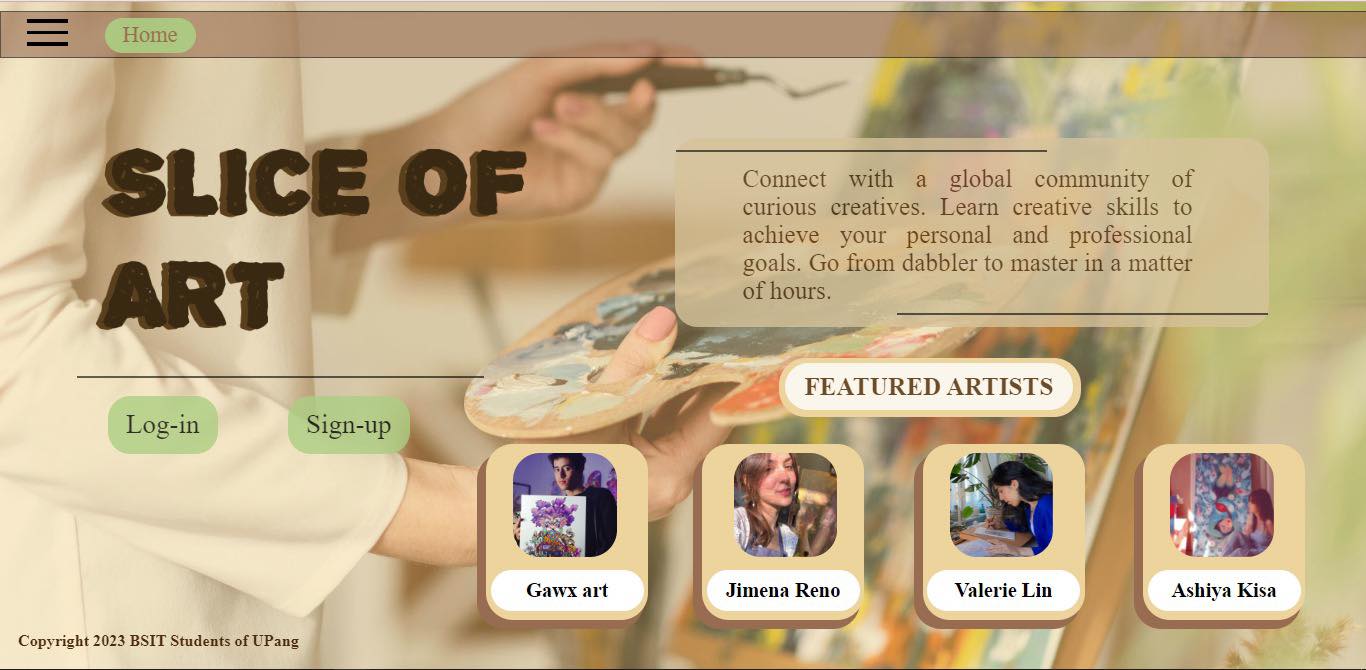 Home
SLICE OF
ART
Connect with a global community of
curious creatives. Learn creative skills to
achieve your personal and professional
goals. Go from dabbler to master in a matter
of hours.
Log-in
Sign-up
FEATURED ARTISTS
Gawx art
Jimena Reno
Valerie Lin
Ashiya Kisa
Copyright 2023 BSIT Students of UPang